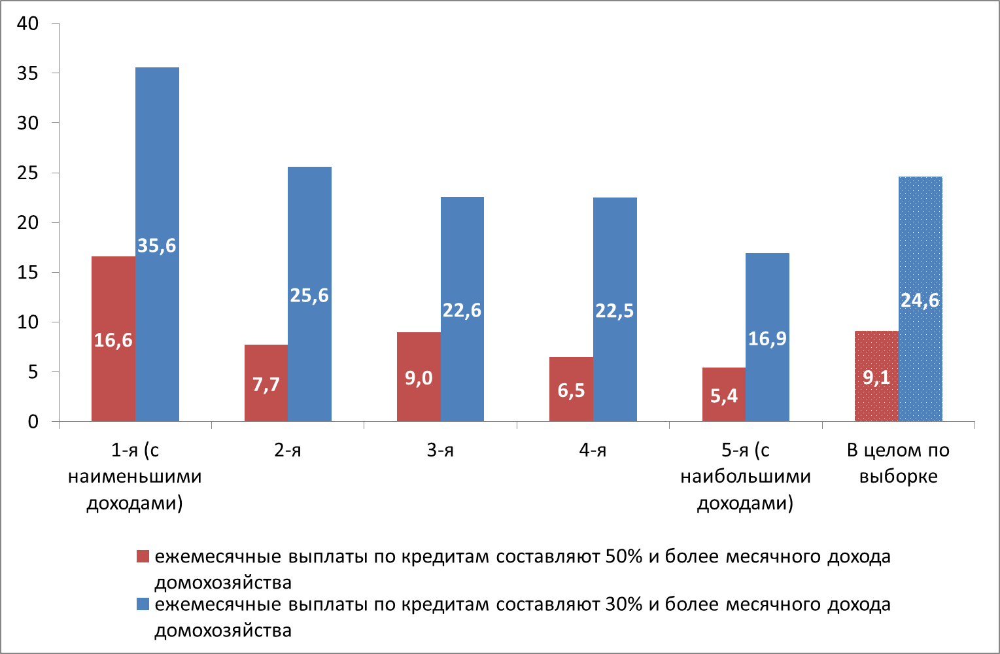 40
35
30
25
20
15
10
5
0
16,6
35,6
7,7
25,6
9,0
22,6
6,5
22,5
5,4
16,9
9,1
24,6
1-я (с
наименьшими
доходами)
2-я
3-я
4-я
5-я (с
наибольшими
доходами)
В целом по
выборке
ежемесячные выплаты по кредитам составляют 50% и более месячного дохода
домохозяйства
ежемесячные выплаты по кредитам составляют 30% и более месячного дохода
домохозяйства